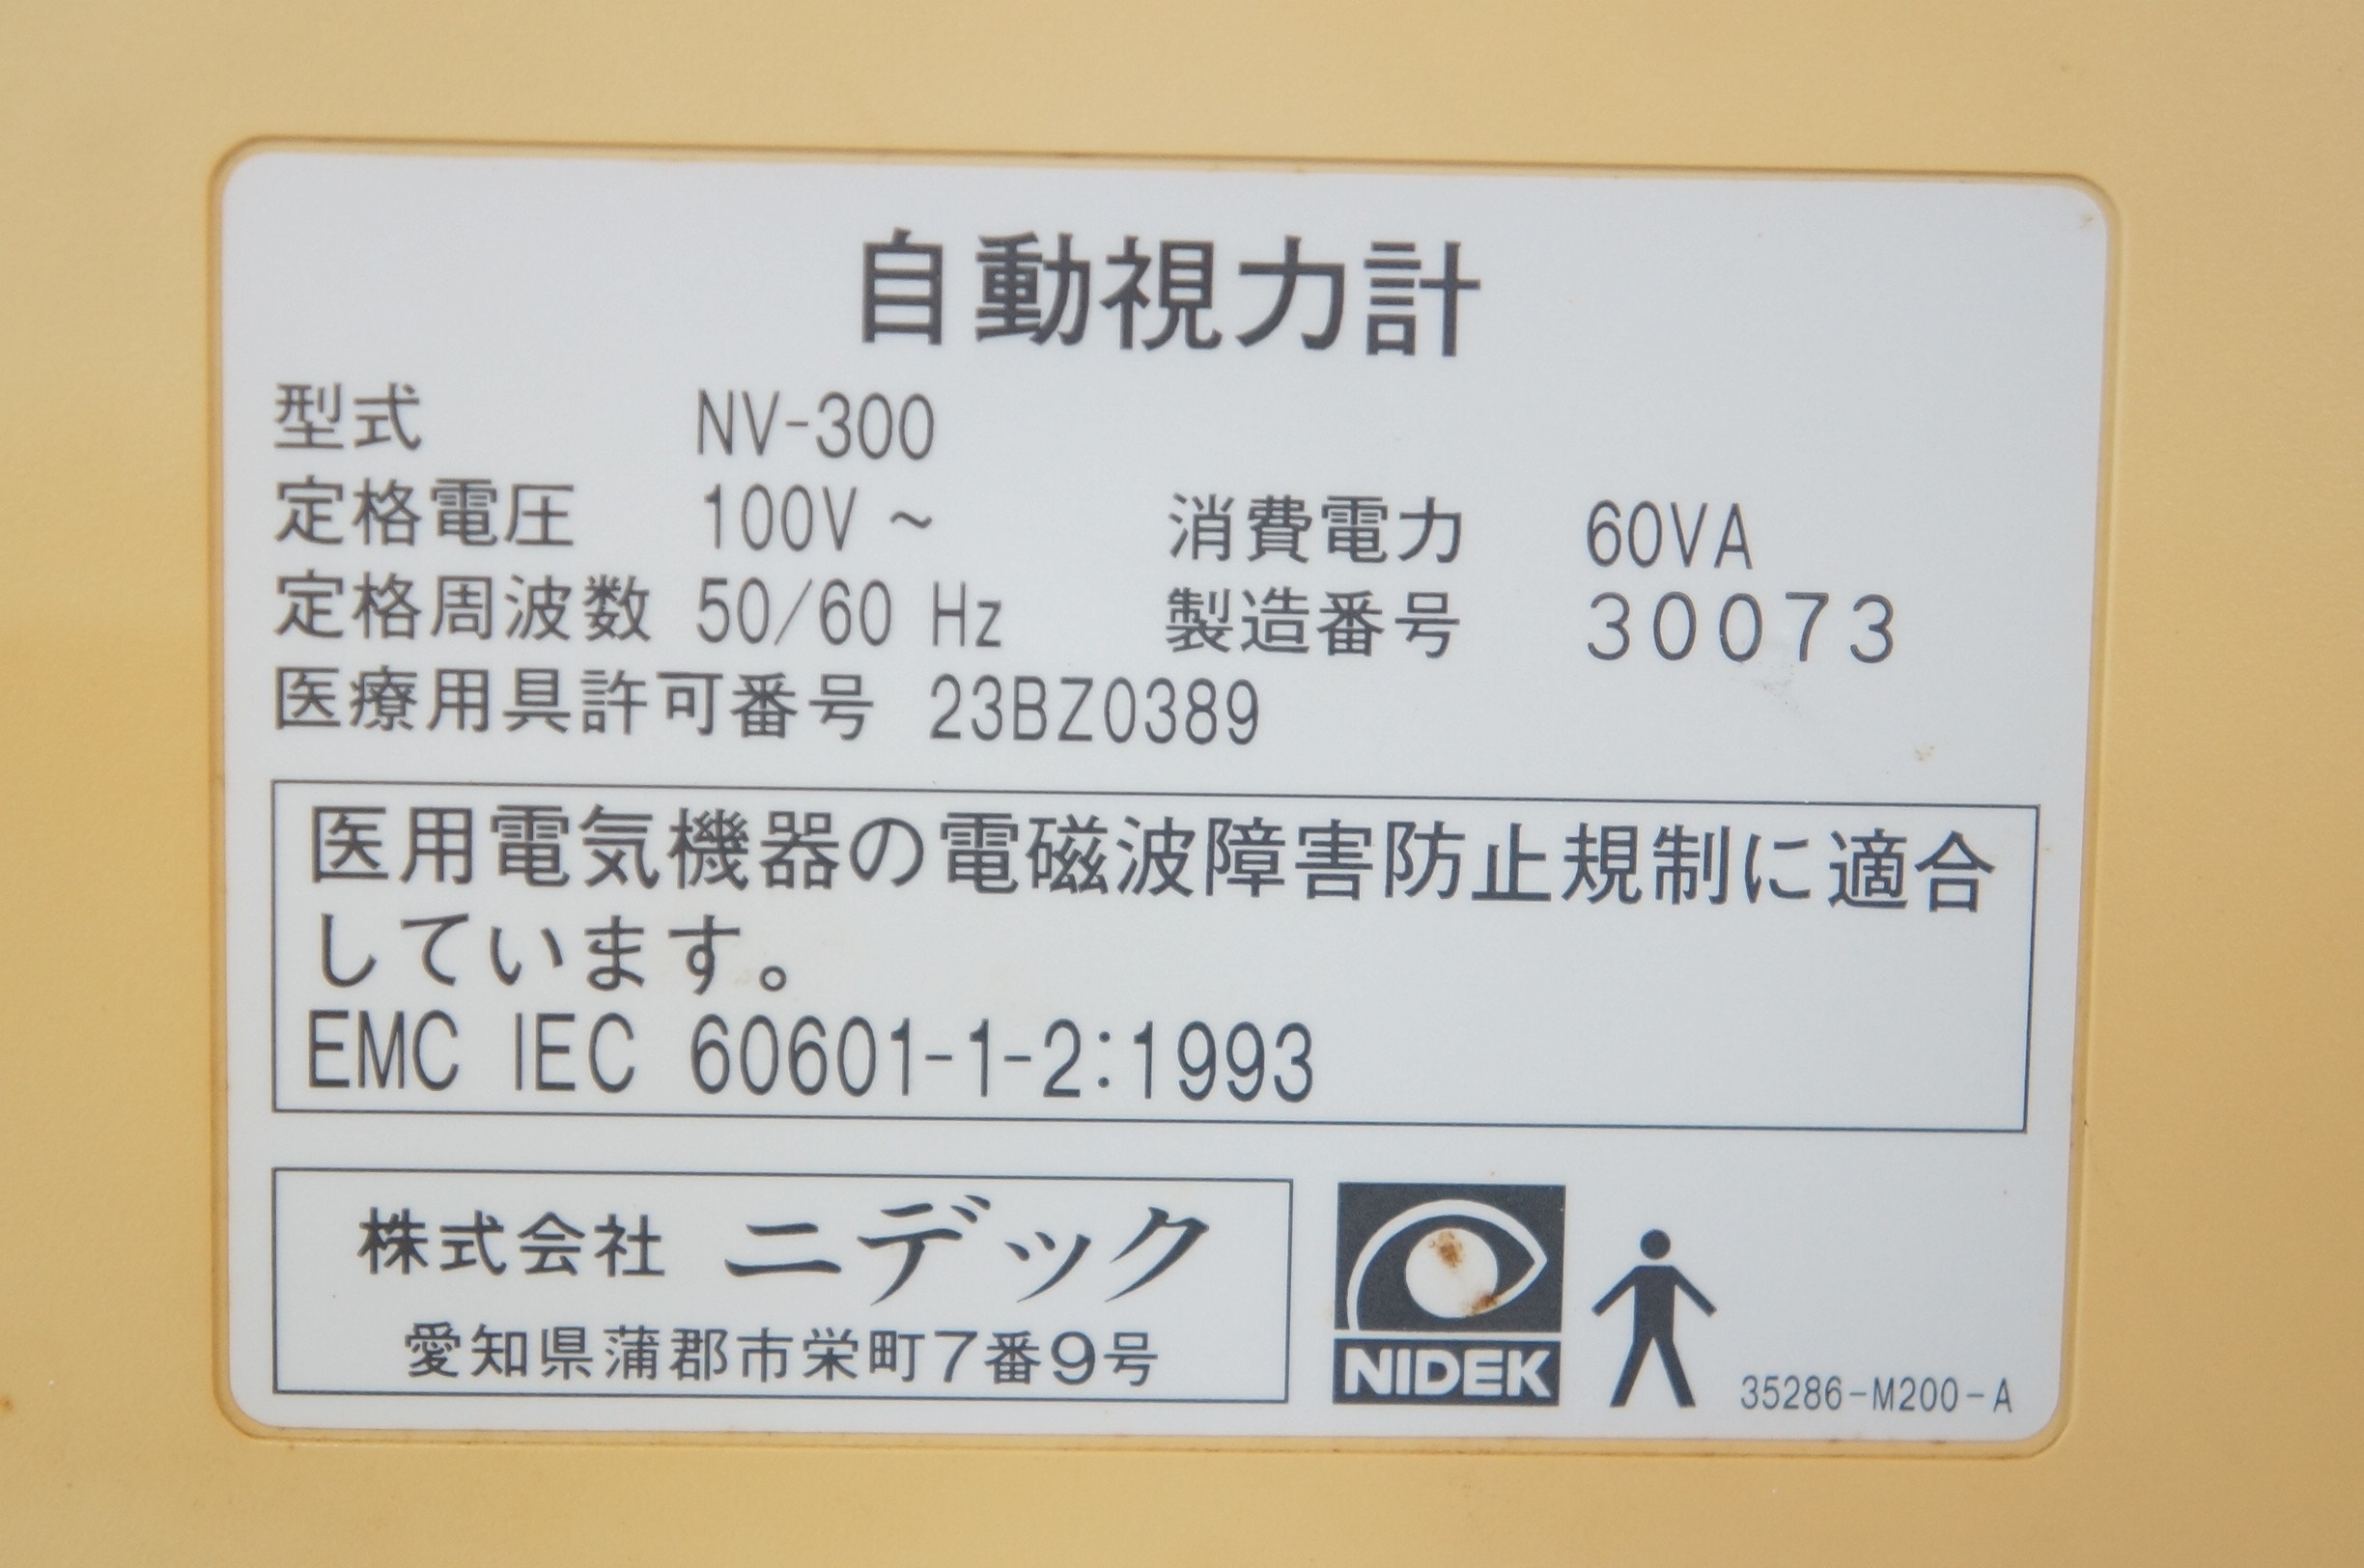 自動視力計
型式 NV-300
定格電圧 100V ~ 消費電力 60VA
定格周波数 50/60 Hz 製造番号 30073
医療用具許可番号 23BZ0389
医用電気機器の電磁波障害防止規制に適合
しています。
EMC IEC 60601-1-2:1993
株式会社 ニデック
愛知県蒲郡市栄町7番9号
NIDEK
35286-M200-A